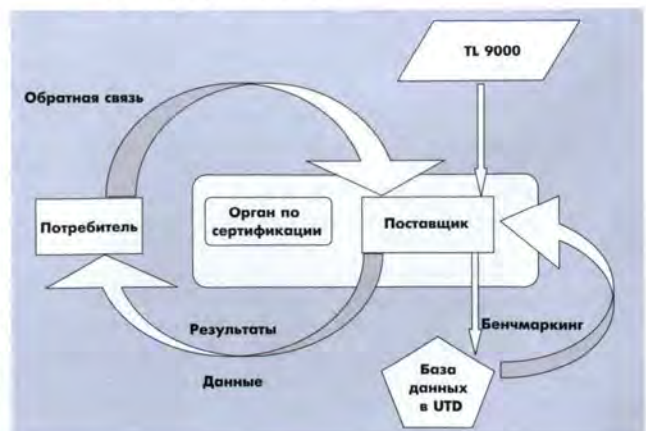 TL 9000
Обратная связь
Потребитель
Орган по
сертификации
Поставщик
Результаты
Данные
Бенчмаркинг
База
данных
в UTD